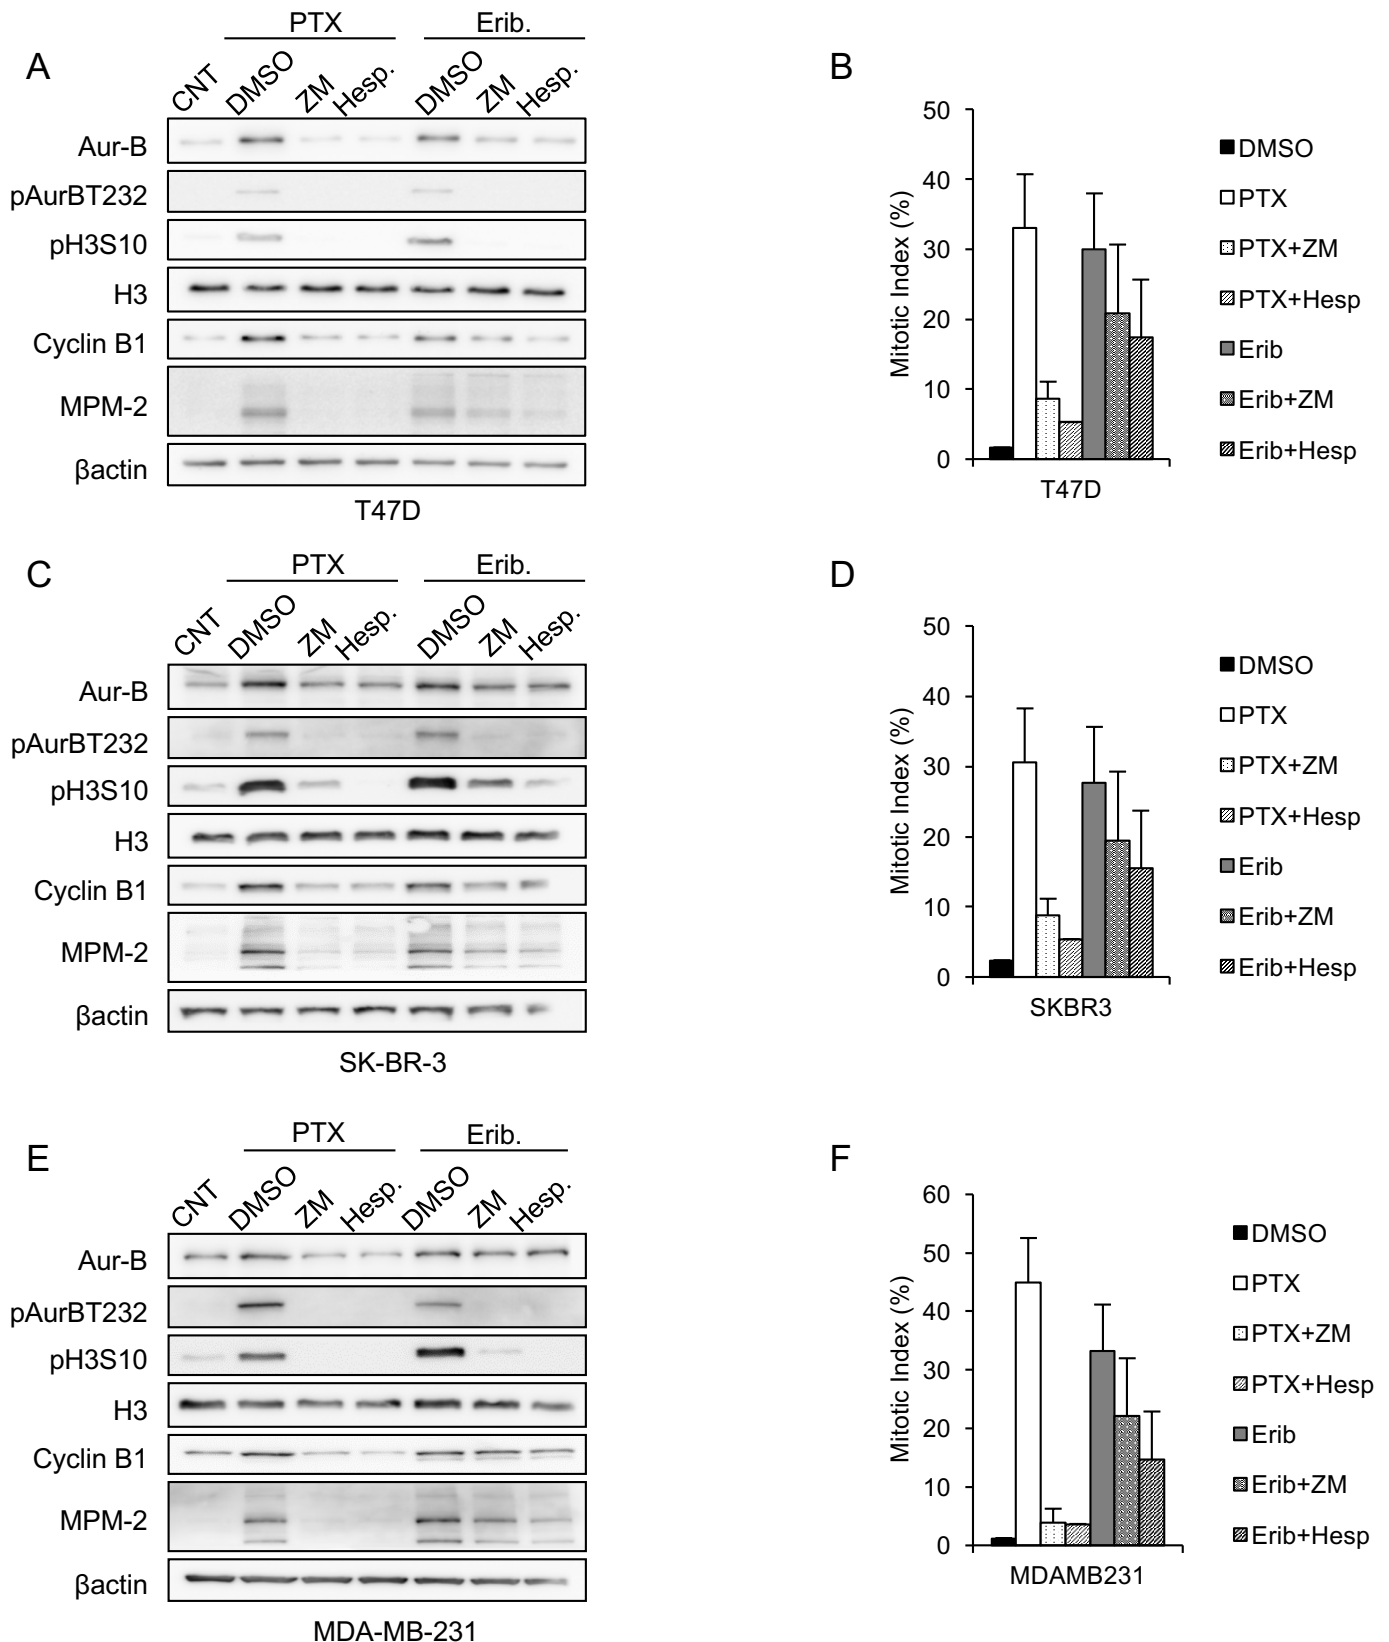 PTX Erib.
A
CNT DMSO ZM Hesp. DMSO ZM Hesp.
Aur-B
pAurBT232
pH3S10
H3
Cyclin B1
MPM-2
βactin
T47D
B
Mitotic Index (%)
50
40
30
20
10
0
T47D
DMSO
PTX
PTX+ZM
PTX+Hesp
Erib
Erib+ZM
Erib+Hesp
PTX Erib.
C
CNT DMSO ZM Hesp. DMSO ZM Hesp.
Aur-B
pAurBT232
pH3S10
H3
Cyclin B1
MPM-2
βactin
SK-BR-3
D
Mitotic Index (%)
50
40
30
20
10
0
SKBR3
DMSO
PTX
PTX+ZM
PTX+Hesp
Erib
Erib+ZM
Erib+Hesp
PTX Erib.
E
CNT DMSO ZM Hesp. DMSO ZM Hesp.
Aur-B
pAurBT232
pH3S10
H3
Cyclin B1
MPM-2
βactin
MDA-MB-231
F
Mitotic Index (%)
60
50
40
30
20
10
0
MDAMB231
DMSO
PTX
PTX+ZM
PTX+Hesp
Erib
Erib+ZM
Erib+Hesp